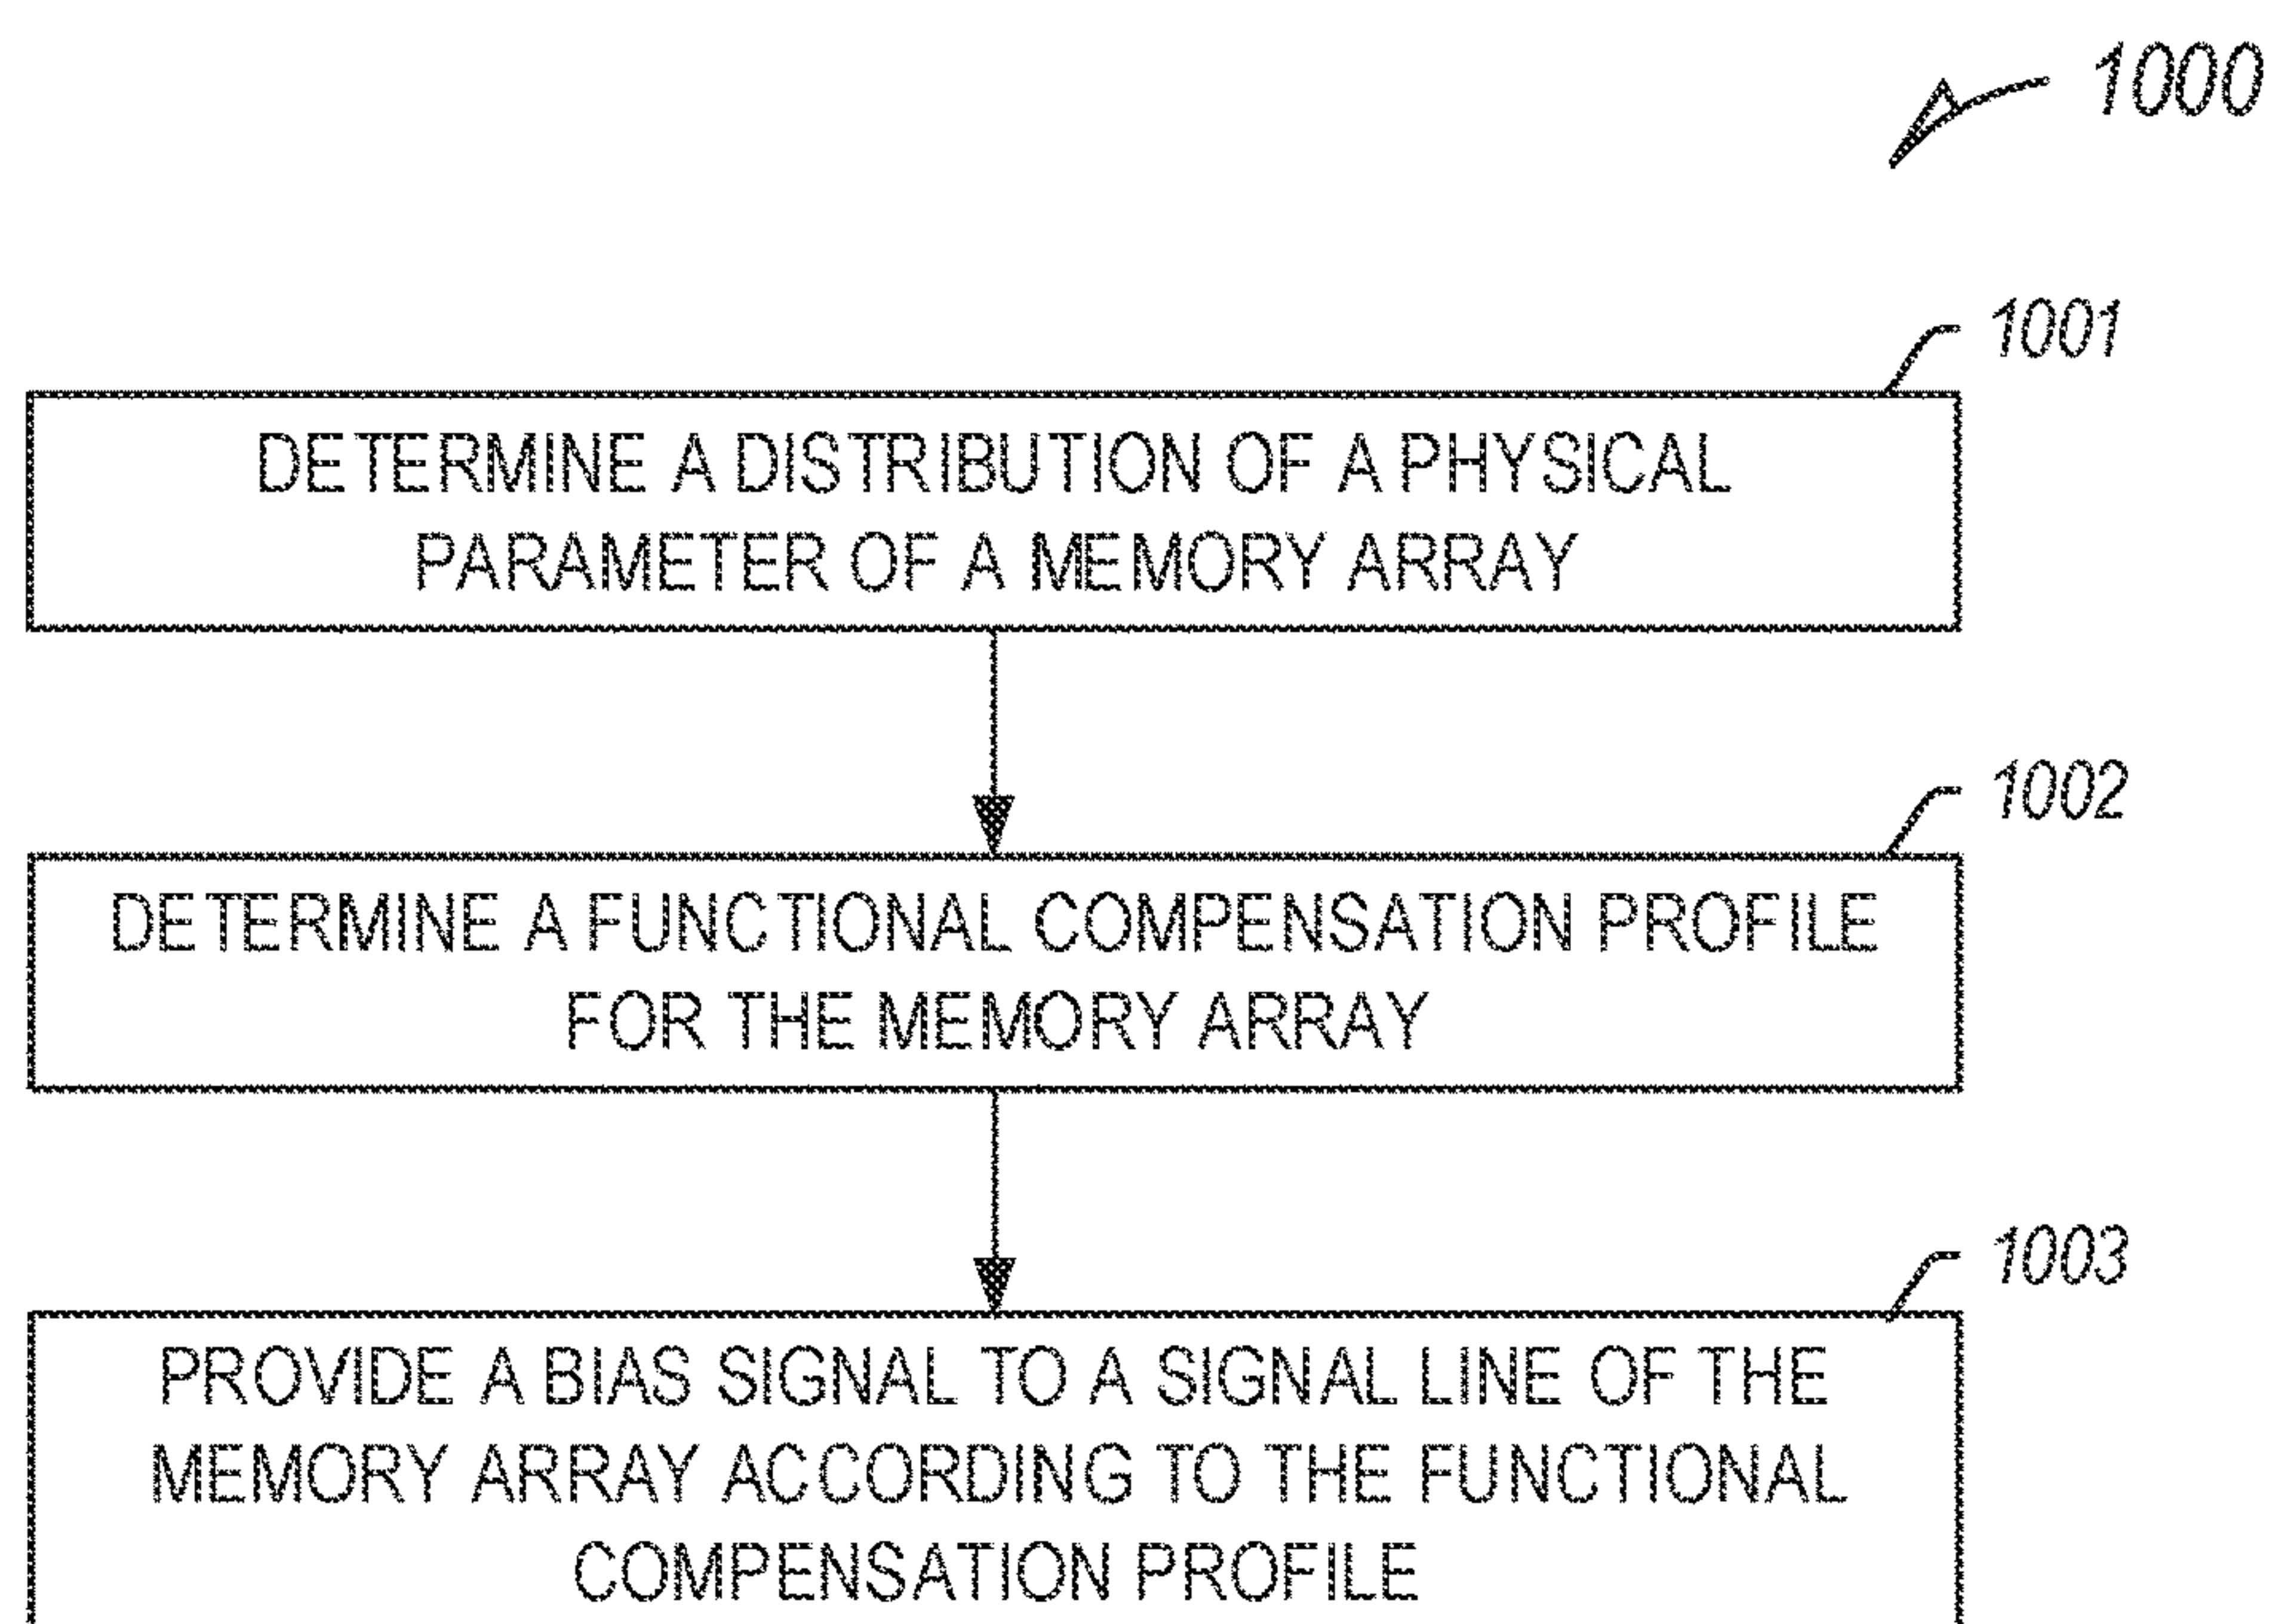 1000
1001
DETERMINE A DISTRIBUTION OF A PHYSICAL
PARAMETER OF A MEMORY ARRAY
1002
DETERMINE A FUNCTIONAL COMPENSATION PROFILE
FOR THE MEMORY ARRAY
1003
PROVIDE A BIAS SIGNAL TO A SIGNAL LINE OF THE
MEMORY ARRAY ACCORDING TO THE FUNCTIONAL
COMPENSATION PROFILE